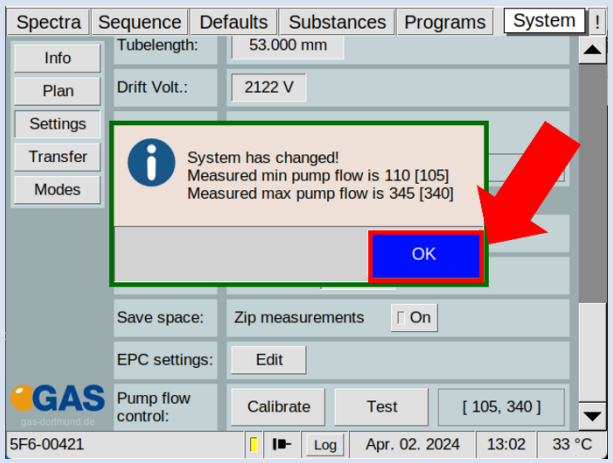 Spectra Sequence Defaults Substances Programs System !
Info
Plan
Settings
Transfer
Modes
Tubelength: 53.000 mm
Drift Volt.: 2122 V
System has changed!
Measured min pump flow is 110 [105]
Measured max pump flow is 345 [340]
OK
Save space: Zip measurements On
EPC settings: Edit
Pump flow
control: Calibrate Test [ 105, 340 ]
GAS
gas-dortmund.de
5F6-00421 Log Apr. 02. 2024 13:02 33 °C